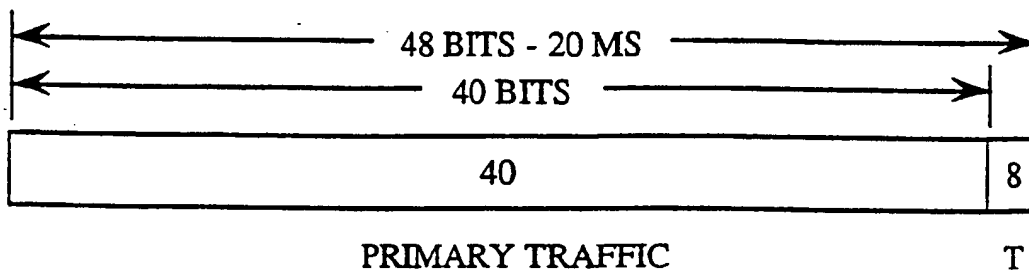 48 BITS - 20 MS
40 BITS
40 8
PRIMARY TRAFFIC T